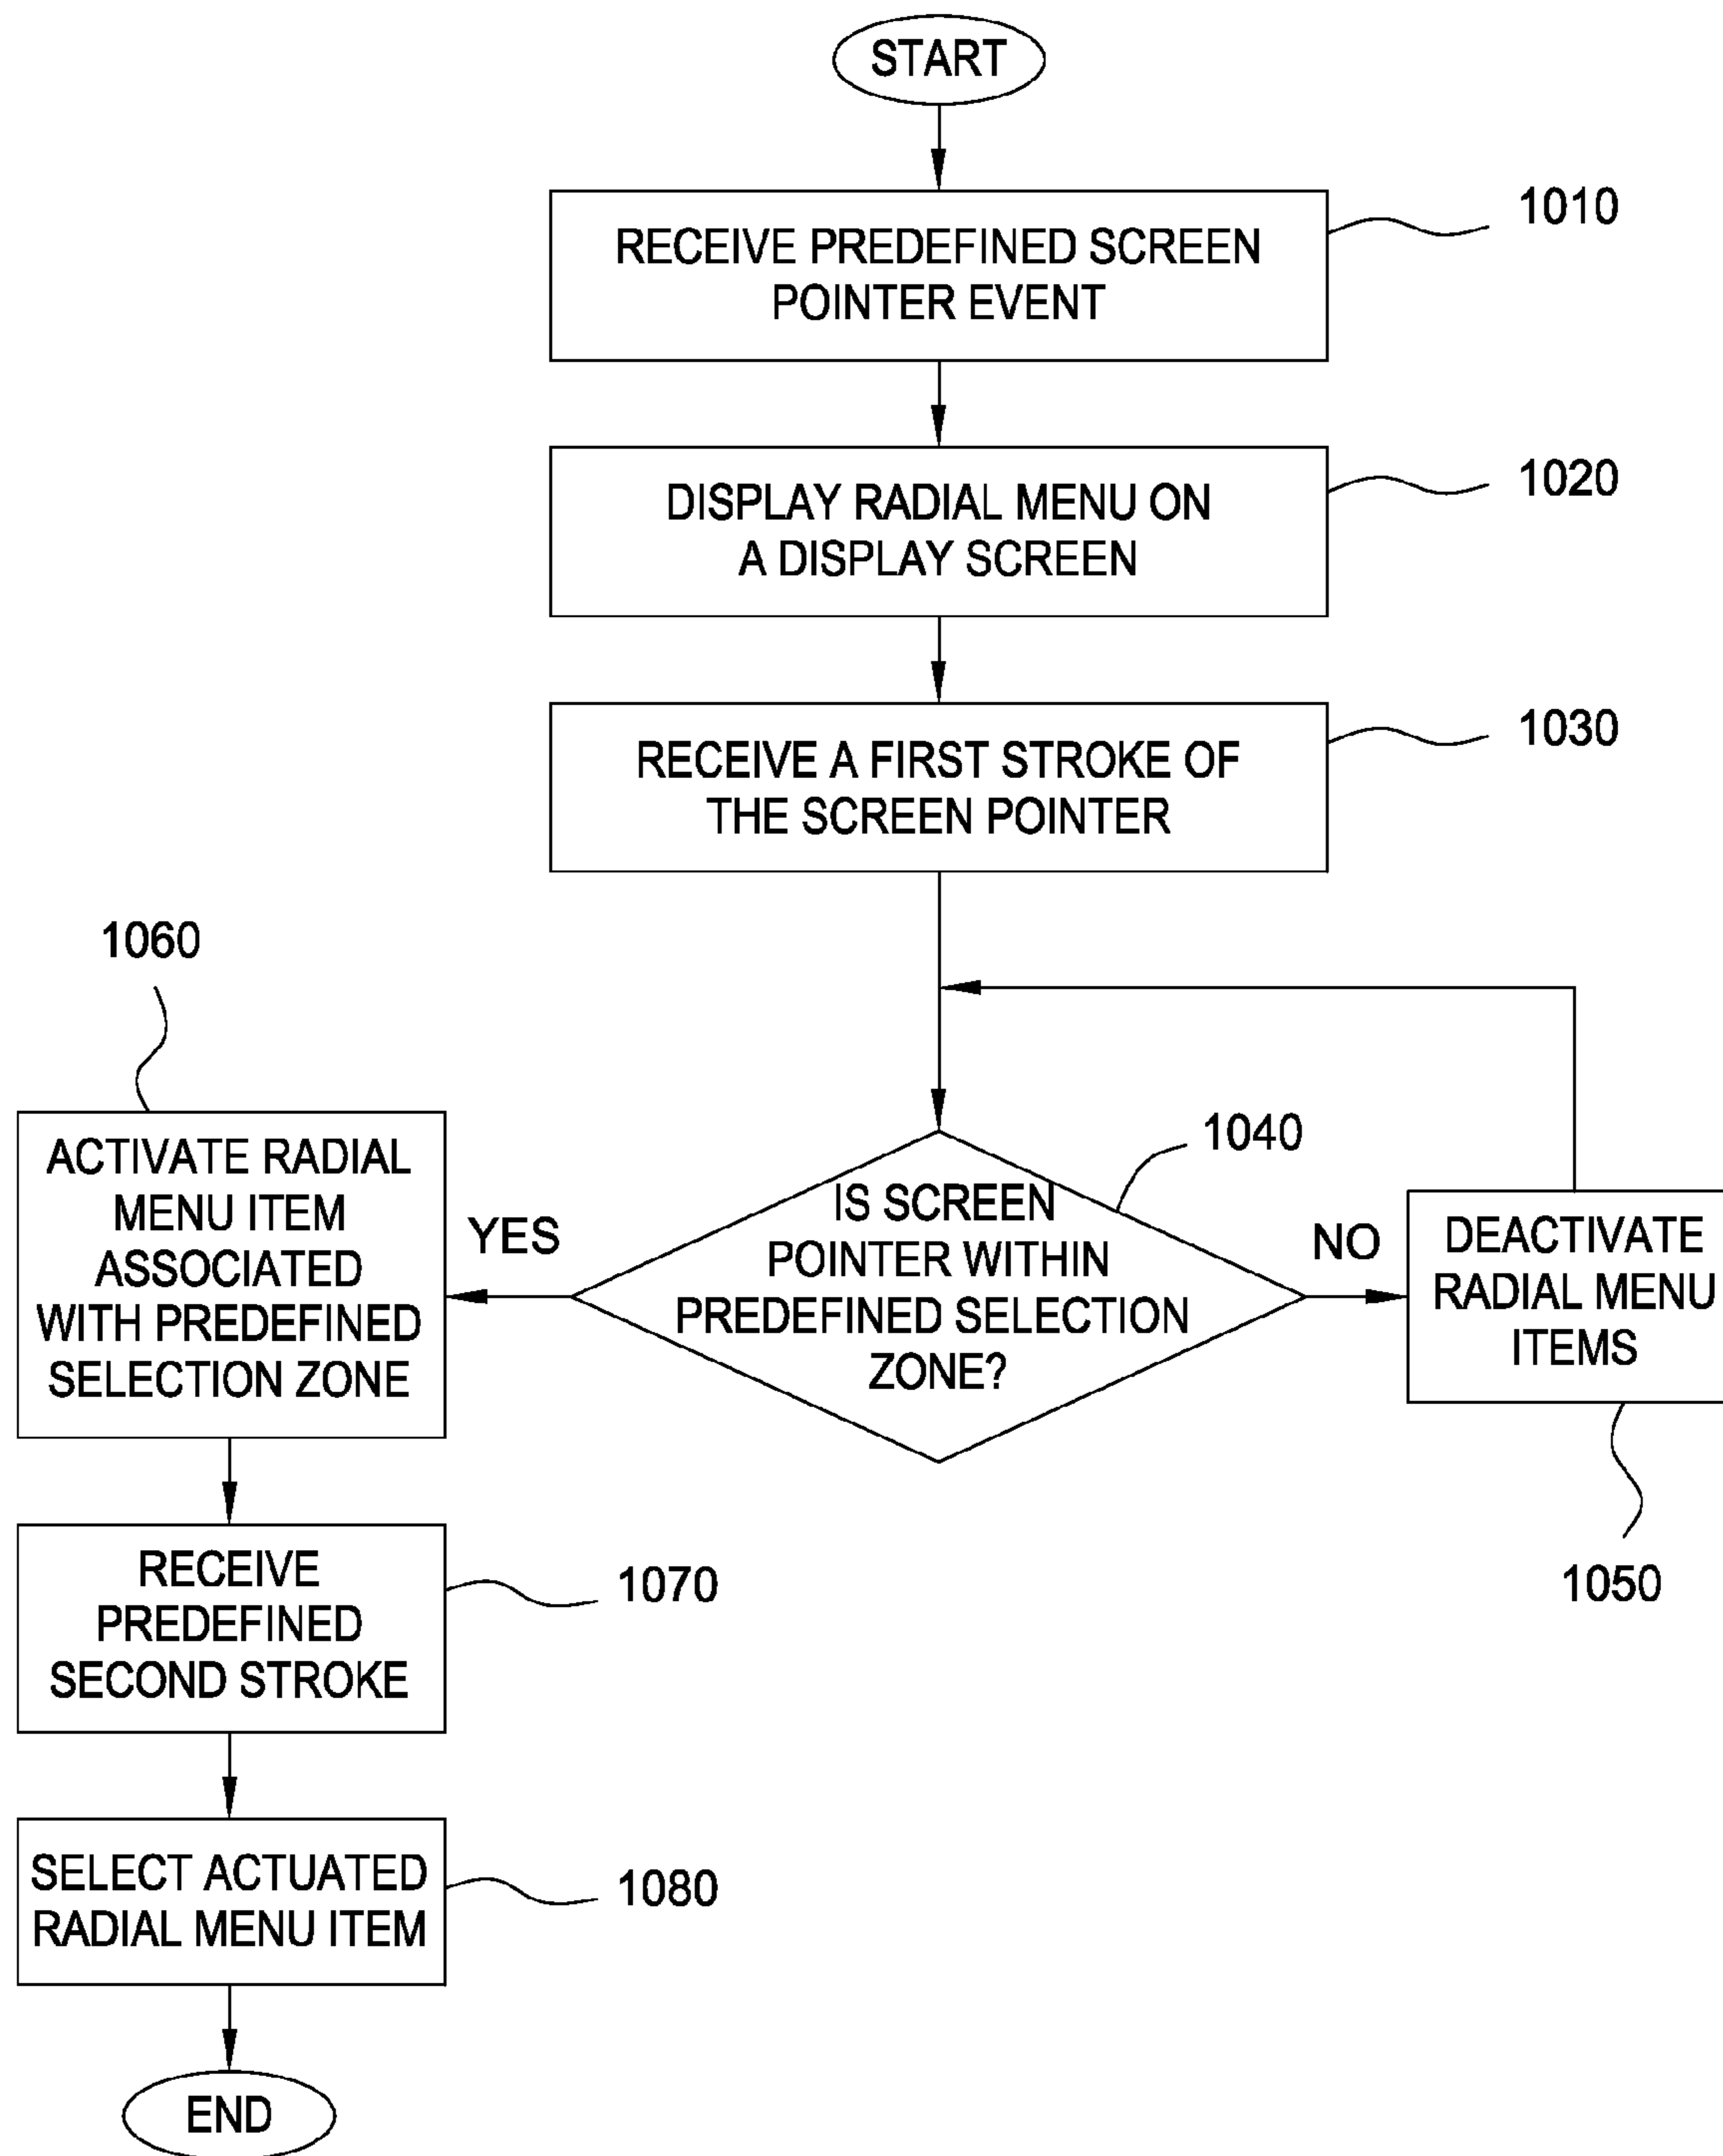 START
RECEIVE PREDEFINED SCREEN
POINTER EVENT
1010
DISPLAY RADIAL MENU ON
A DISPLAY SCREEN
1020
RECEIVE A FIRST STROKE OF
THE SCREEN POINTER
1030
1060
ACTIVATE RADIAL
MENU ITEM
ASSOCIATED
WITH PREDEFINED
SELECTION ZONE
YES
IS SCREEN
POINTER WITHIN
PREDEFINED SELECTION
ZONE?
1040
NO
DEACTIVATE
RADIAL MENU
ITEMS
1050
RECEIVE
PREDEFINED
SECOND STROKE
1070
SELECT ACTUATED
RADIAL MENU ITEM
1080
END